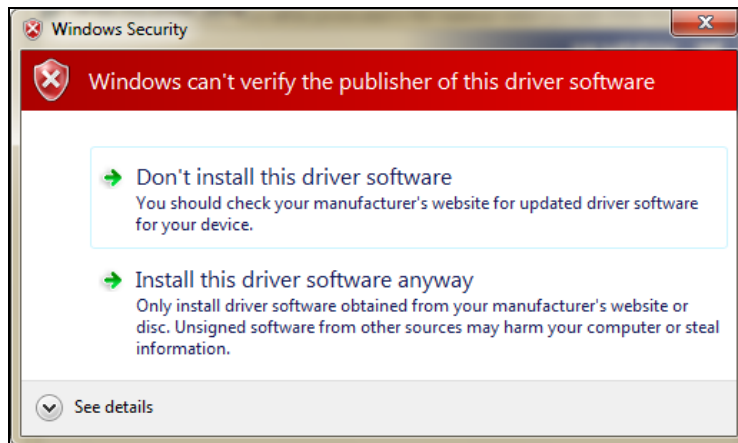 Windows Security
Windows can't verify the publisher of this driver software
Don't install this driver software
You should check your manufacturer's website for updated driver software
for your device.
Install this driver software anyway
Only install driver software obtained from your manufacturer's website or
disc. Unsigned software from other sources may harm your computer or steal
information.
See details